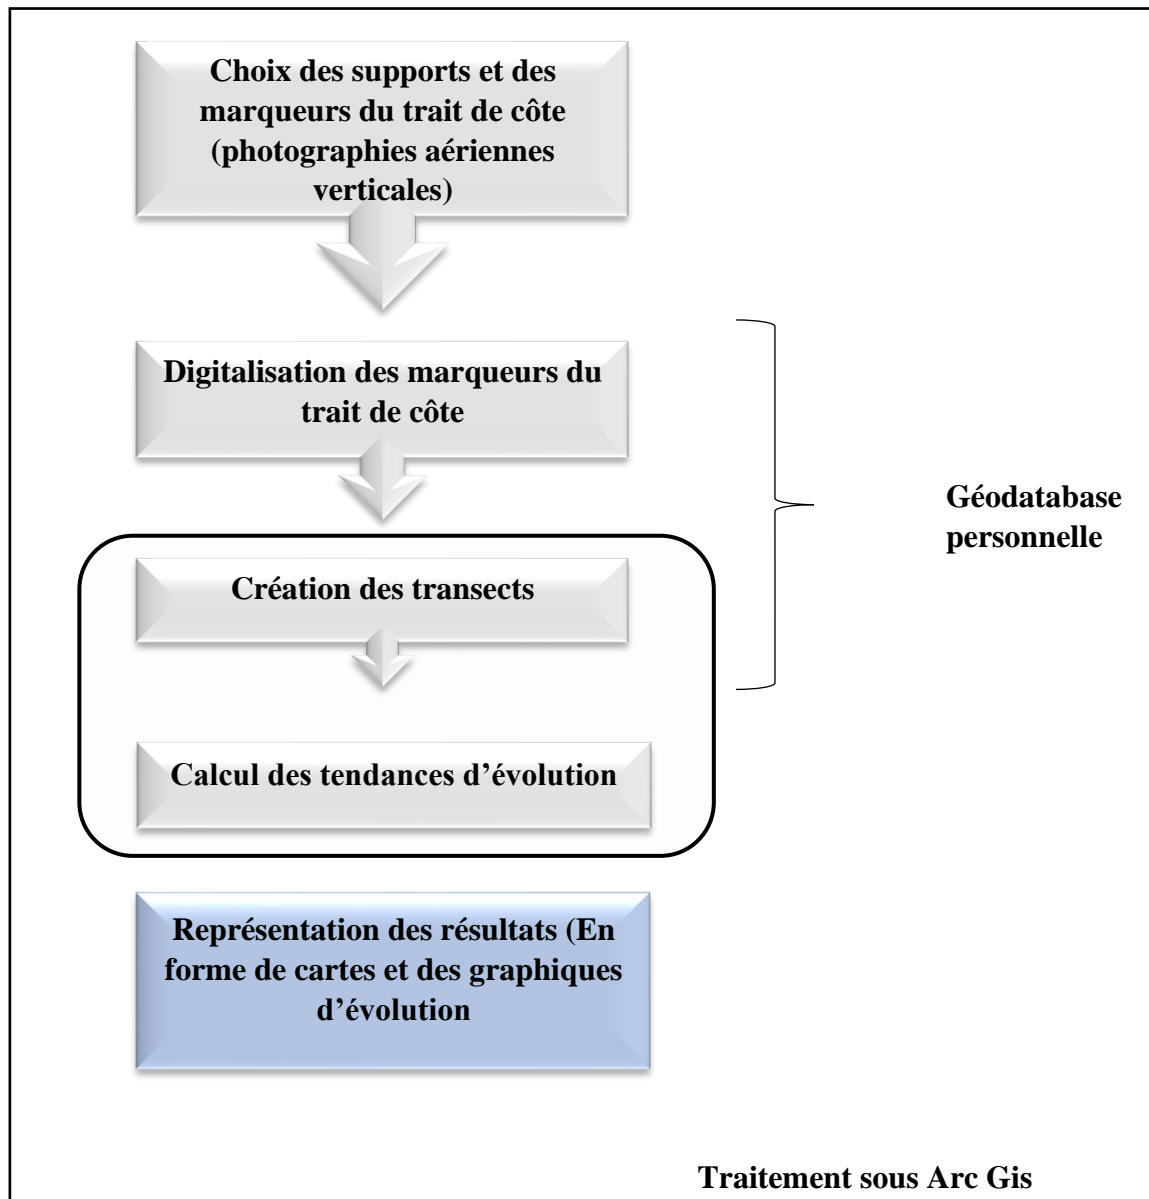 Choix des supports et des
marqueurs du trait de côte
(photographies aériennes
verticales)
Digitalisation des marqueurs du
trait de côte
Géodatabase
personnelle
Création des transects
Calcul des tendances d’évolution
Représentation des résultats (En
forme de cartes et des graphiques
d’évolution
Traitement sous Arc Gis